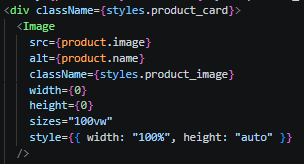 <div className={styles.product_card}>
<Image
src={product.image}
alt={product.name}
className={styles.product_image}
width={0}
height={0}
sizes="100vw"
style={{ width: "100%", height: "auto" }}
/>